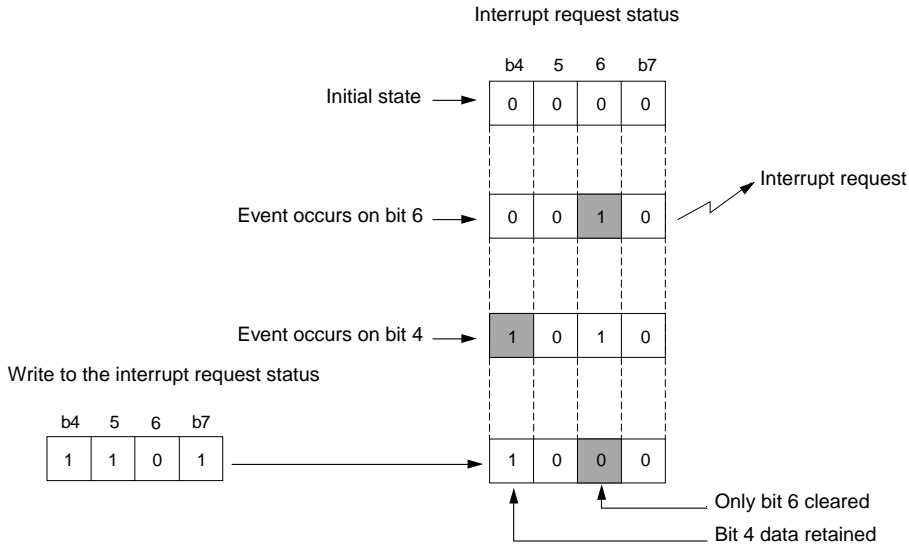 Interrupt request status
b4 5 6 b7
Initial state 0 0 0 0
Interrupt request
Event occurs on bit 6 0 0 1 0
Event occurs on bit 4 1 0 1 0
Write to the interrupt request status
b4 5 6 b7
1 1 0 1 1 0 0 0
Only bit 6 cleared
Bit 4 data retained